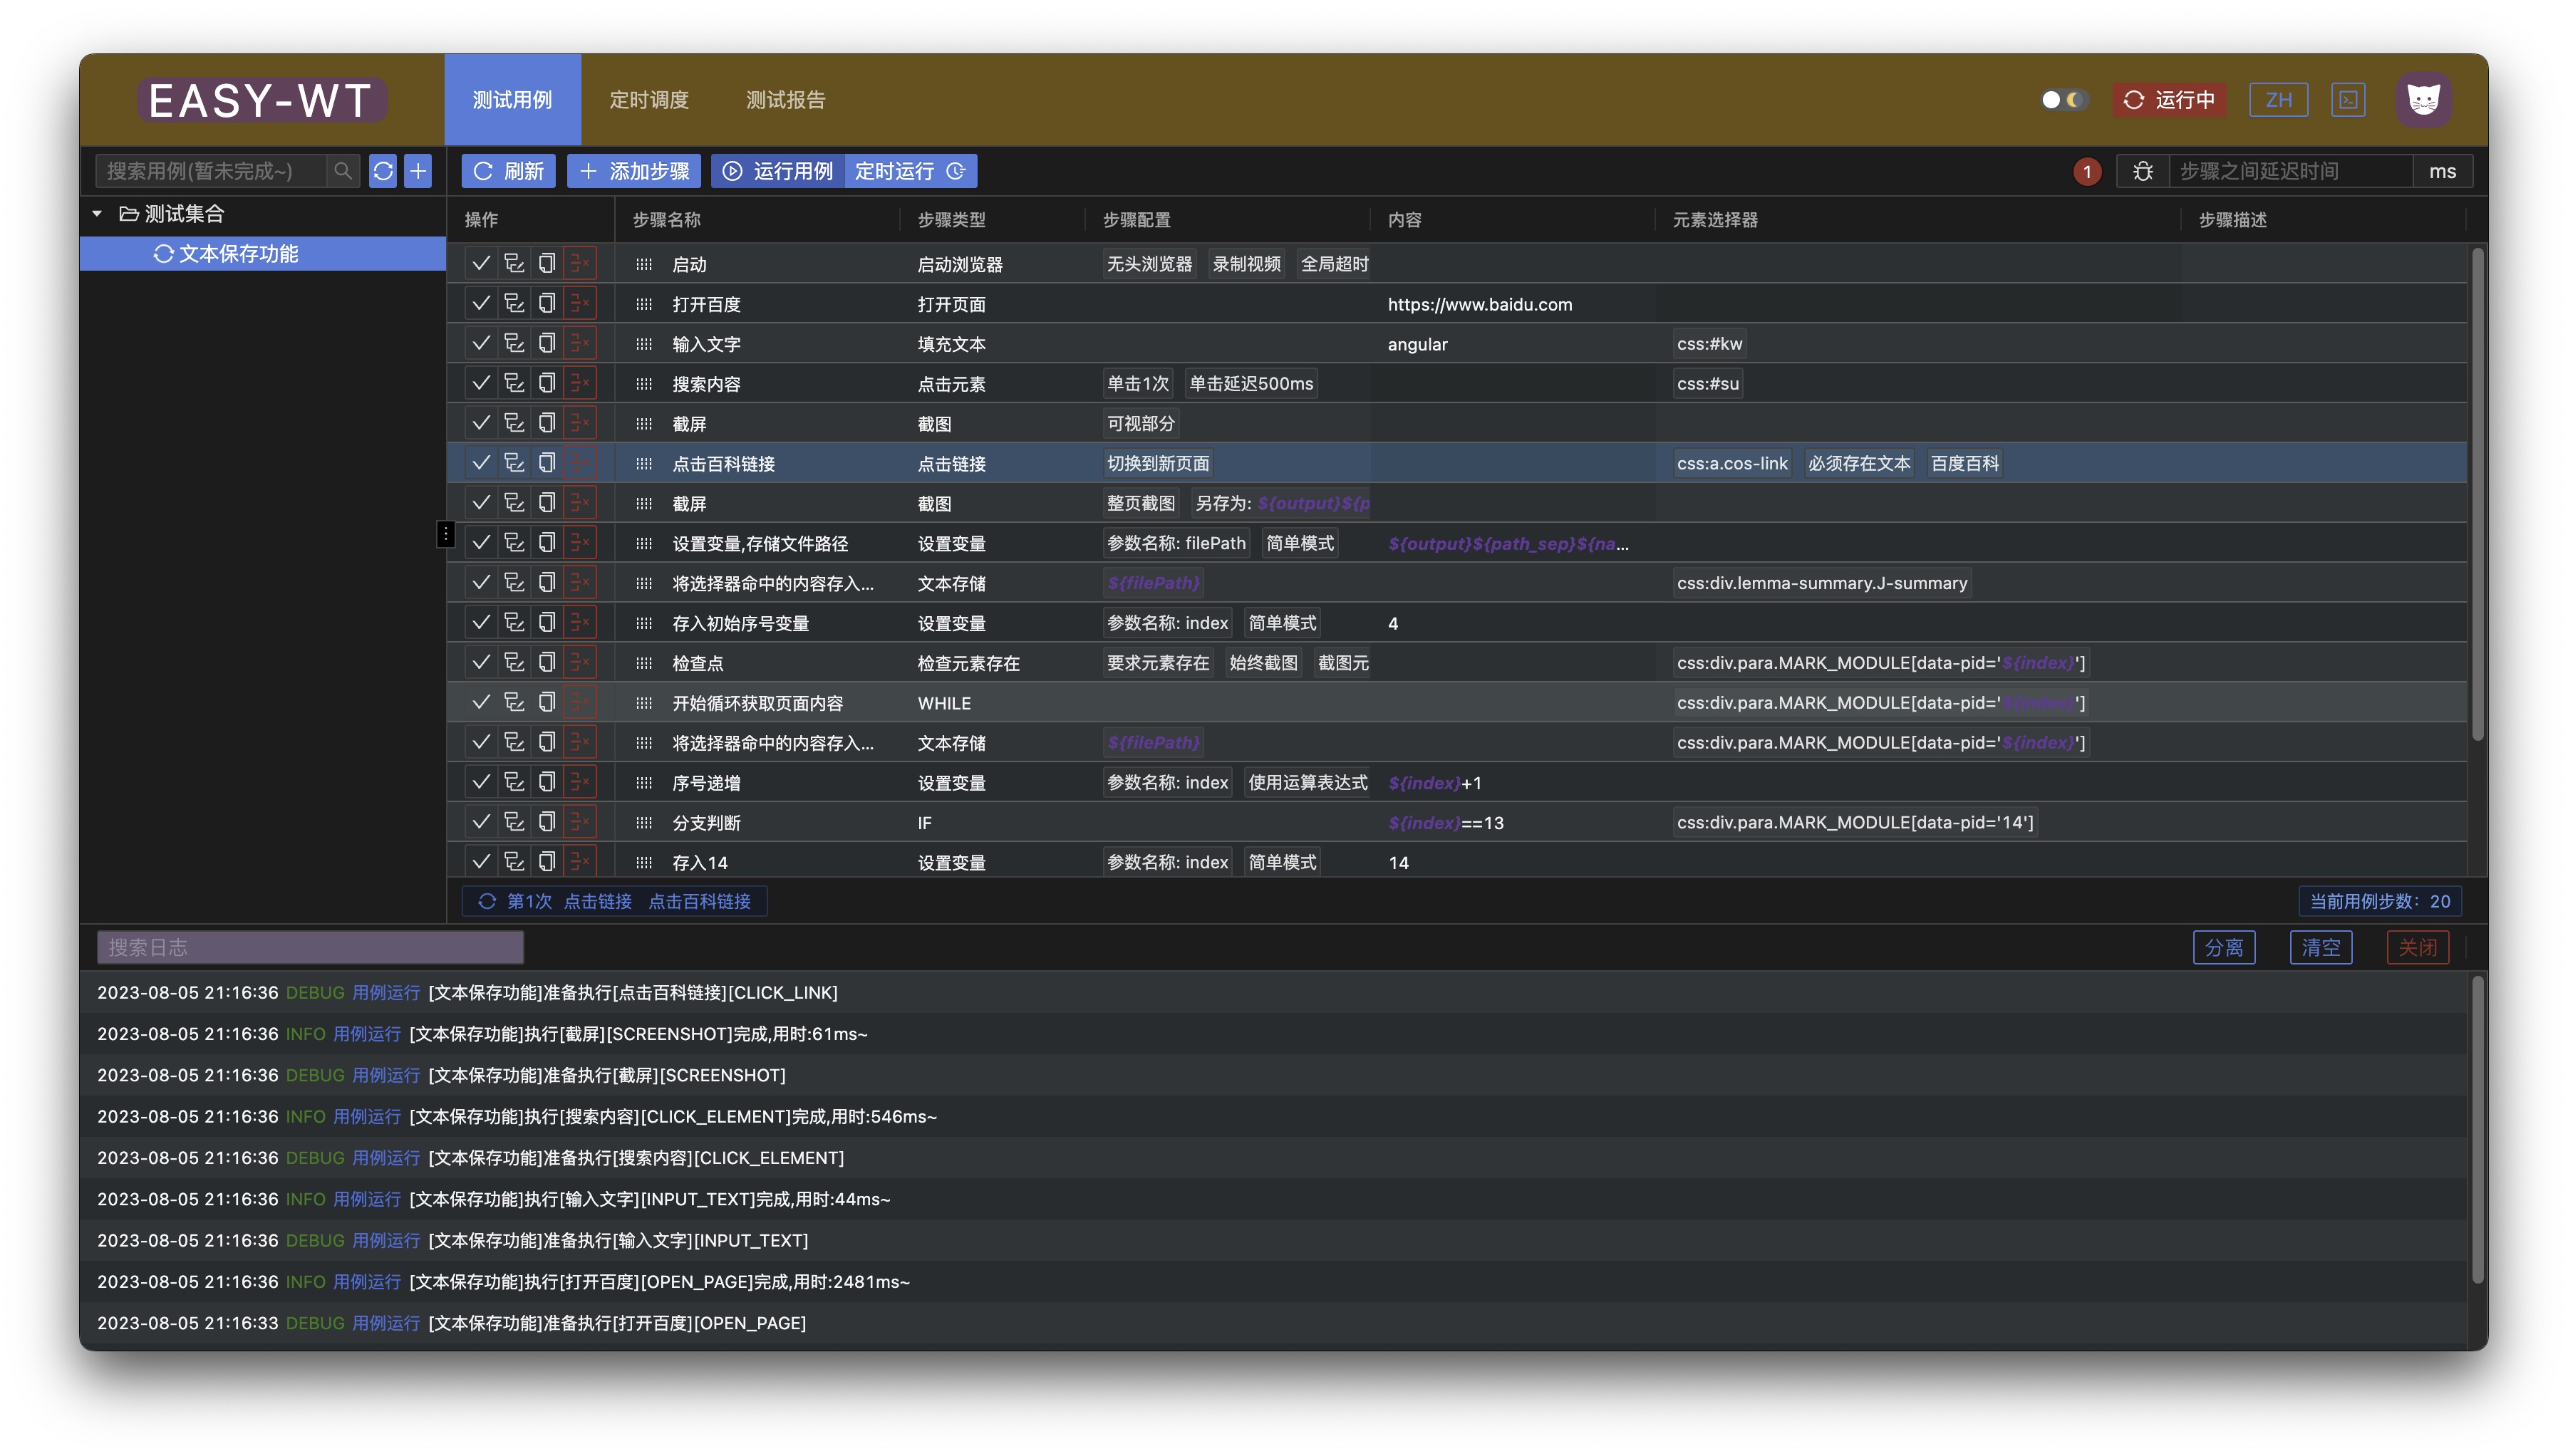 EASY-WT 测试用例 定时调度 测试报告 运行中 ZH
搜索用例(暂未完成~) 刷新 添加步骤 运行用例 定时运行 1 步骤之间延迟时间 ms
测试集合
文本保存功能
操作 步骤名称 步骤类型 步骤配置 内容 元素选择器 步骤描述
启动 启动浏览器 无头浏览器 录制视频 全局超时
打开百度 打开页面 https://www.baidu.com
输入文字 填充文本 angular css:#kw
搜索内容 点击元素 单击1次 单击延迟500ms css:#su
截屏 截图 可视部分
点击百科链接 点击链接 切换到新页面 css:a.cos-link 必须存在文本 百度百科
截屏 截图 整页截图 另存为: ${output}${p
设置变量,存储文件路径 设置变量 参数名称: filePath 简单模式 ${output}${path_sep}${na...
将选择器命中的内容存入... 文本存储 ${filePath} css:div.lemma-summary.J-summary
存入初始序号变量 设置变量 参数名称: index 简单模式 4
检查点 检查元素存在 要求元素存在 始终截图 截图元 css:div.para.MARK_MODULE[data-pid='${index}']
开始循环获取页面内容 WHILE css:div.para.MARK_MODULE[data-pid='${index}']
将选择器命中的内容存入... 文本存储 ${filePath} css:div.para.MARK_MODULE[data-pid='${index}']
序号递增 设置变量 参数名称: index 使用运算表达式 ${index}+1
分支判断 IF ${index}==13 css:div.para.MARK_MODULE[data-pid='14']
存入14 设置变量 参数名称: index 简单模式 14
第1次 点击链接 点击百科链接 当前用例步数: 20
搜索日志 分离 清空 关闭
2023-08-05 21:16:36 DEBUG 用例运行 [文本保存功能]准备执行[点击百科链接][CLICK_LINK]
2023-08-05 21:16:36 INFO 用例运行 [文本保存功能]执行[截屏][SCREENSHOT]完成,用时:61ms~
2023-08-05 21:16:36 DEBUG 用例运行 [文本保存功能]准备执行[截屏][SCREENSHOT]
2023-08-05 21:16:36 INFO 用例运行 [文本保存功能]执行[搜索内容][CLICK_ELEMENT]完成,用时:546ms~
2023-08-05 21:16:36 DEBUG 用例运行 [文本保存功能]准备执行[搜索内容][CLICK_ELEMENT]
2023-08-05 21:16:36 INFO 用例运行 [文本保存功能]执行[输入文字][INPUT_TEXT]完成,用时:44ms~
2023-08-05 21:16:36 DEBUG 用例运行 [文本保存功能]准备执行[输入文字][INPUT_TEXT]
2023-08-05 21:16:36 INFO 用例运行 [文本保存功能]执行[打开百度][OPEN_PAGE]完成,用时:2481ms~
2023-08-05 21:16:33 DEBUG 用例运行 [文本保存功能]准备执行[打开百度][OPEN_PAGE]